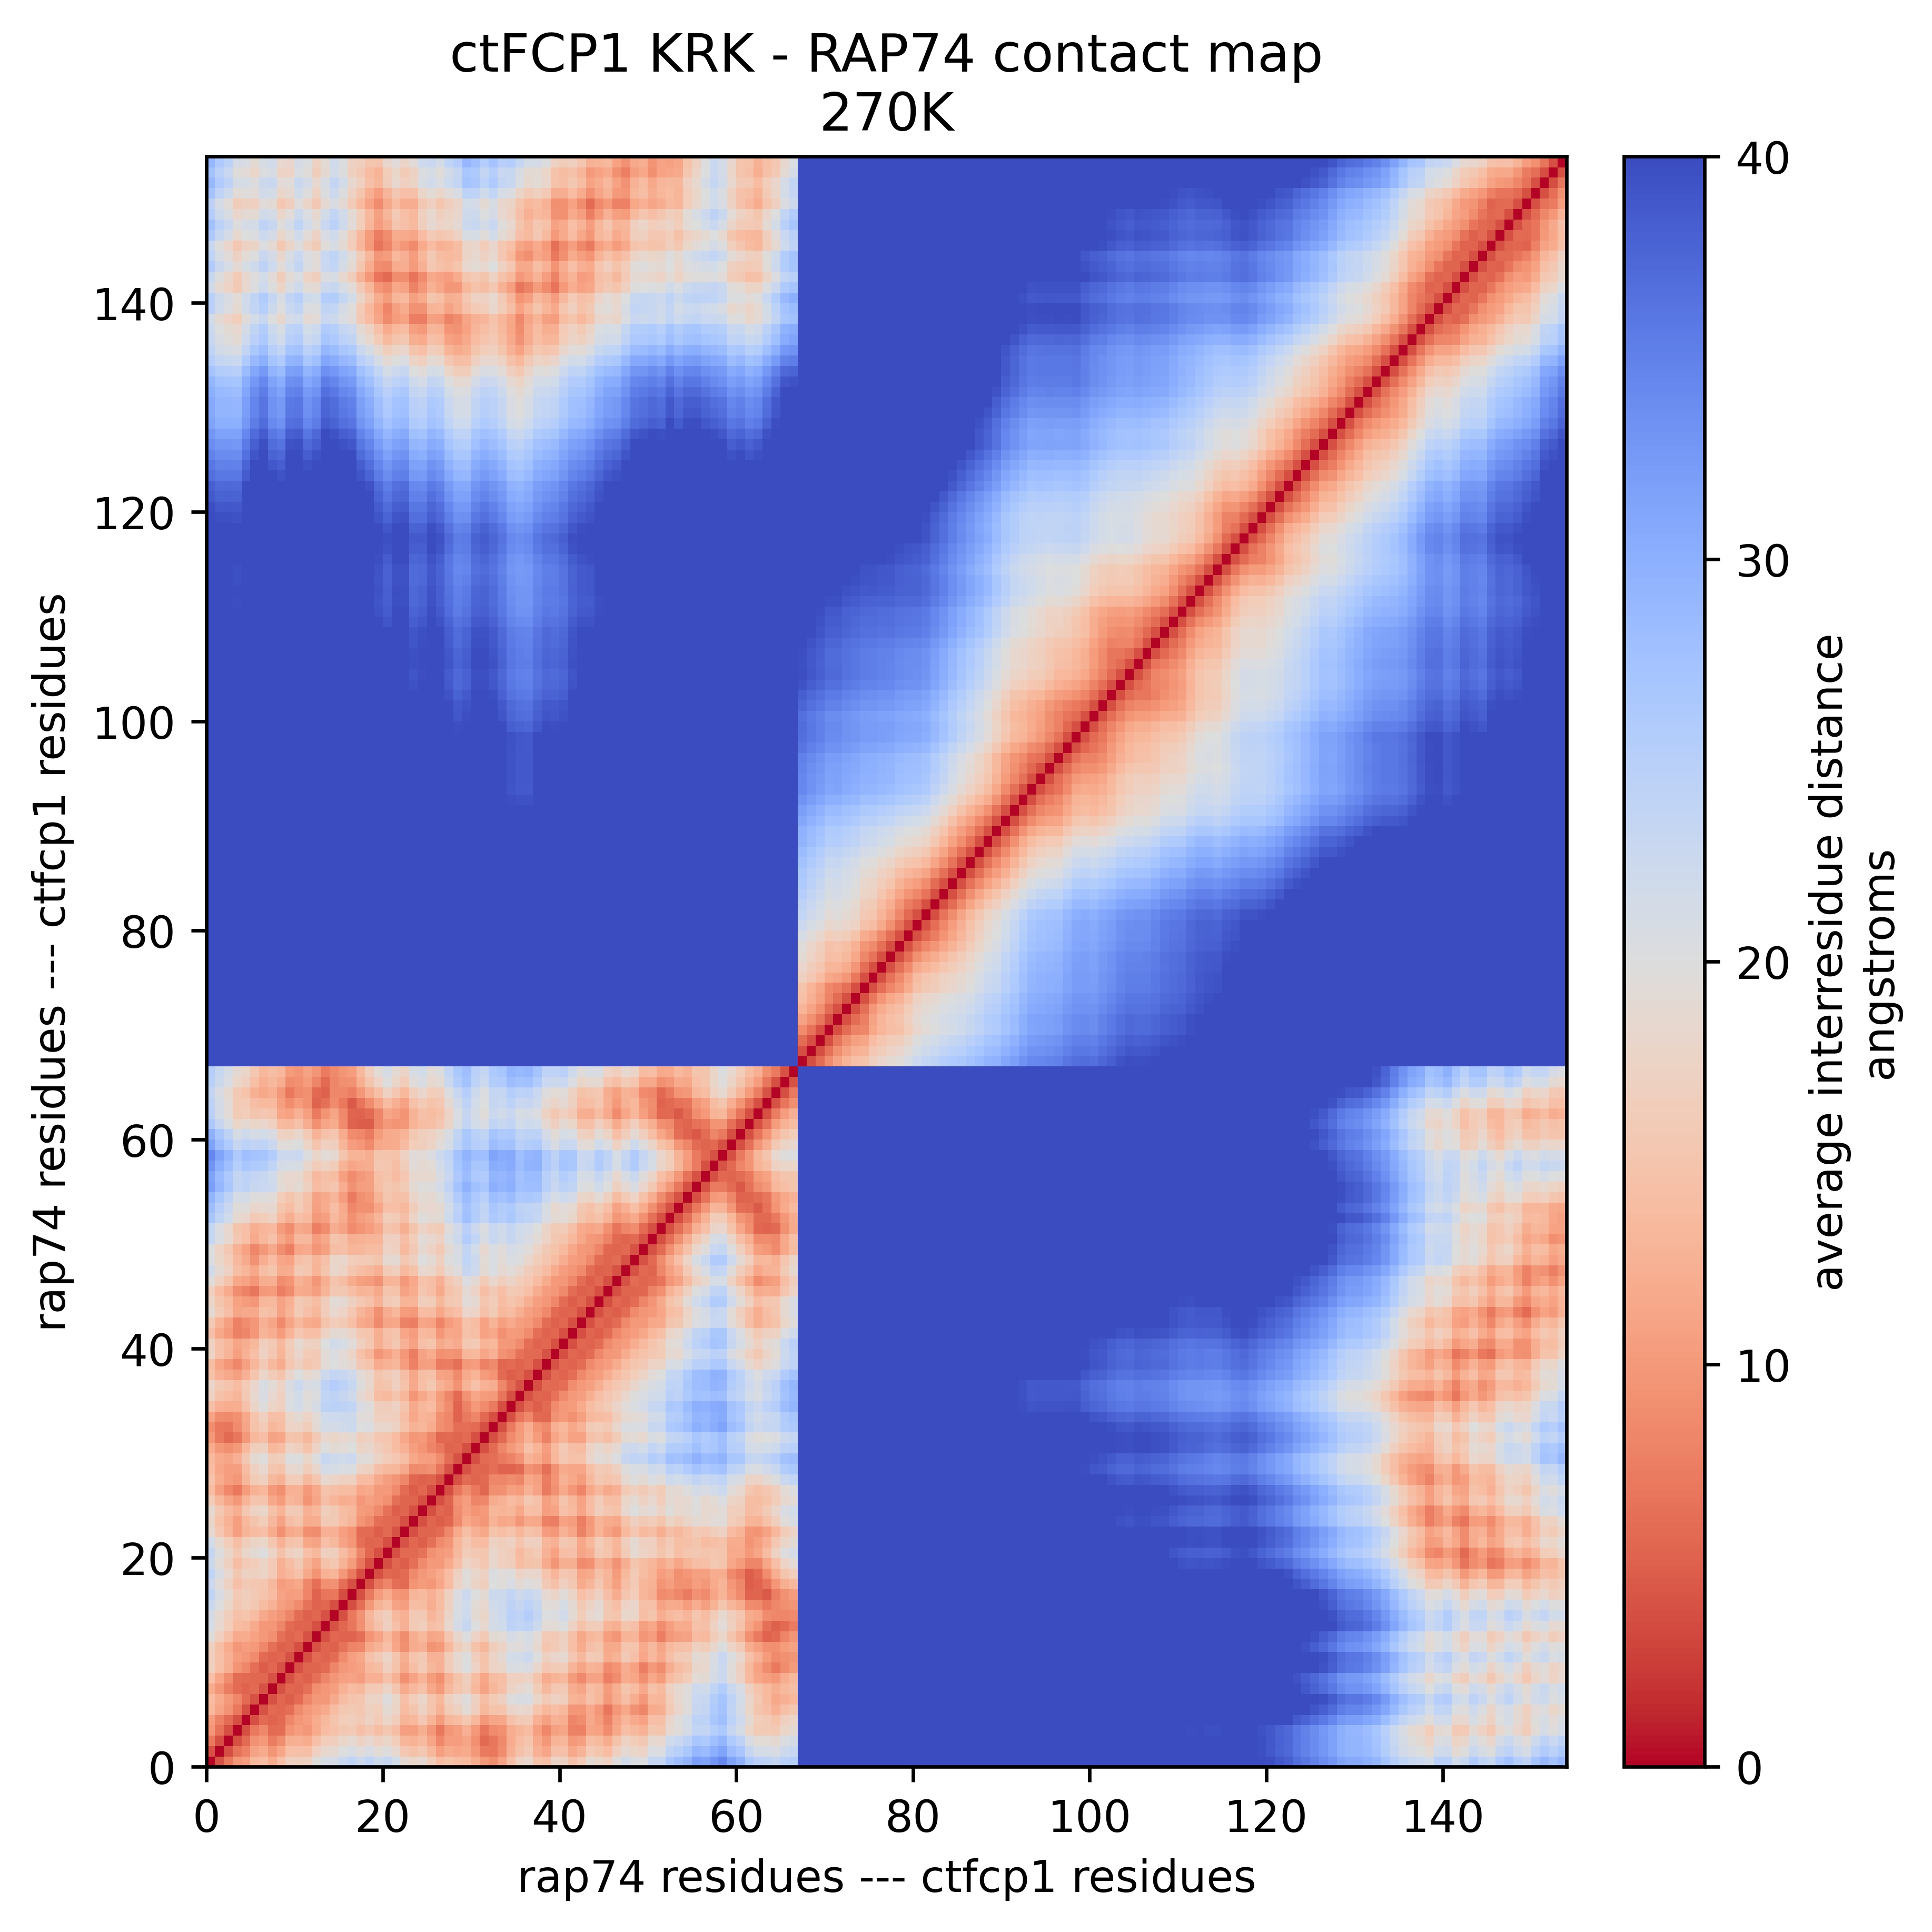 ctFCP1 KRK - RAP74 contact map
270K
rap74 residues --- ctfcp1 residues
140
120
100
80
60
40
20
0
0 20 40 60 80 100 120 140
rap74 residues --- ctfcp1 residues
40
30
20
10
0
average interresidue distance
angstroms